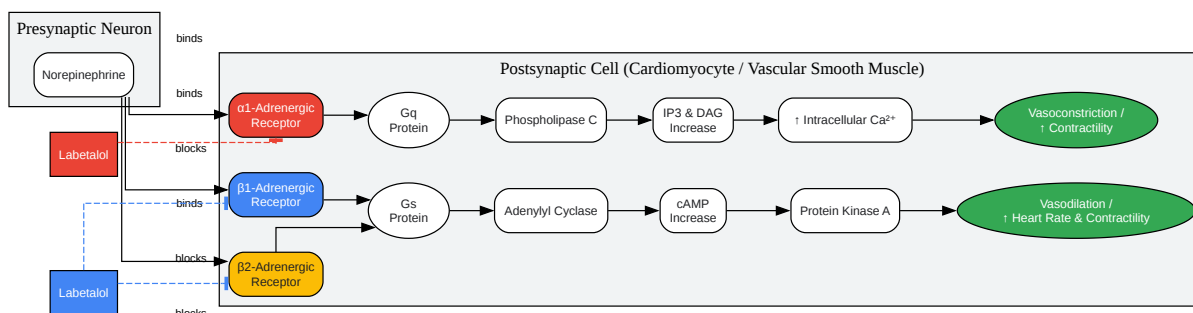 Presynaptic Neuron
Norepinephrine
binds
Postsynaptic Cell (Cardiomyocyte / Vascular Smooth Muscle)
binds
α1-Adrenergic
Receptor
Gq
Protein
Phospholipase C
IP3 & DAG
Increase
↑ Intracellular Ca²⁺
Vasoconstriction /
↑ Contractility
Labetalol
blocks
β1-Adrenergic
Receptor
binds
Gs
Protein
Adenylyl Cyclase
cAMP
Increase
Protein Kinase A
Vasodilation /
↑ Heart Rate & Contractility
blocks
β2-Adrenergic
Receptor
Labetalol
blocks